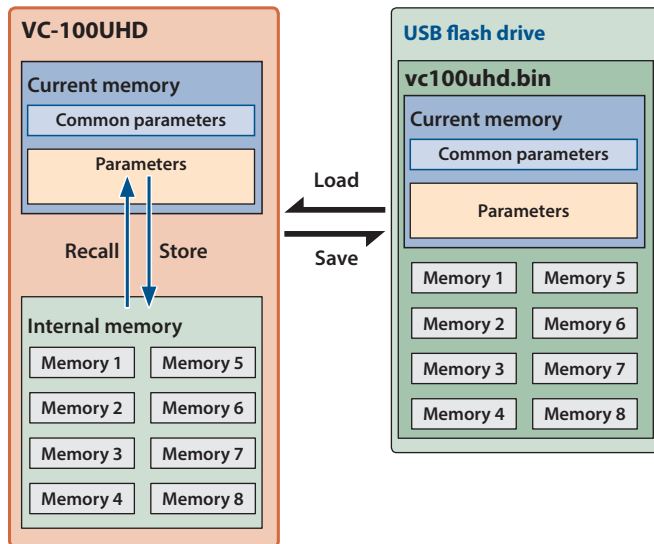 VC-100UHD
Current memory
Common parameters
Parameters
Recall
Store
Internal memory
Memory 1
Memory 5
Memory 2
Memory 6
Memory 3
Memory 7
Memory 4
Memory 8
Load
Save
USB flash drive
vc100uhd.bin
Current memory
Common parameters
Parameters
Memory 1
Memory 5
Memory 2
Memory 6
Memory 3
Memory 7
Memory 4
Memory 8